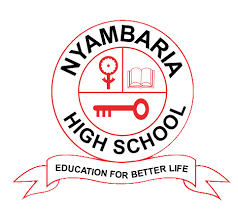 NYAMBARIA
HIGH SCHOOL
EDUCATION FOR BETTER LIFE